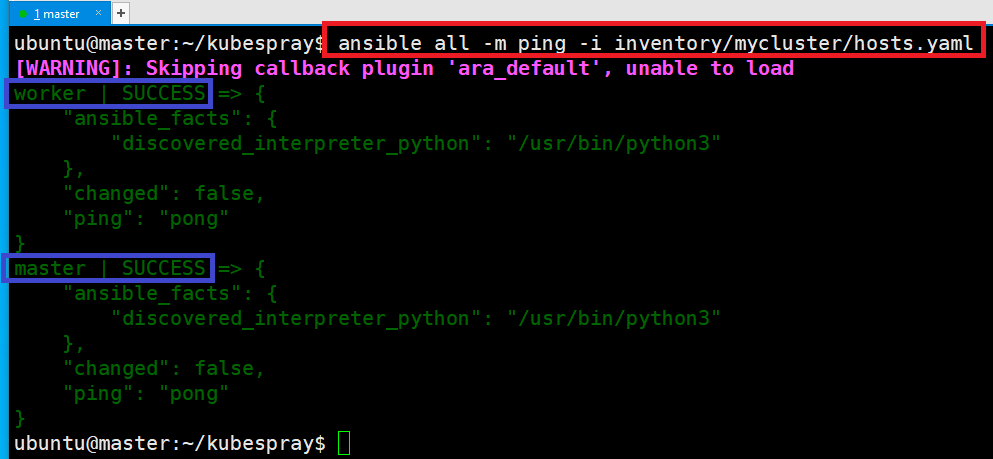 1 master × +
ubuntu@master:~/kubespray$ ansible all -m ping -i inventory/mycluster/hosts.yaml
[WARNING]: Skipping callback plugin 'ara_default', unable to load
worker | SUCCESS => {
    "ansible_facts": {
        "discovered_interpreter_python": "/usr/bin/python3"
    },
    "changed": false,
    "ping": "pong"
}
master | SUCCESS => {
    "ansible_facts": {
        "discovered_interpreter_python": "/usr/bin/python3"
    },
    "changed": false,
    "ping": "pong"
}
ubuntu@master:~/kubespray$